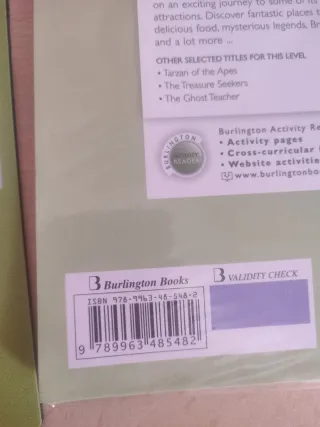 on an exciting journey to some of its
attractions. Discover fantastic places t
delicious food, mysterious legends, Br
and a lot more ...
OTHER SELECTED TITLES FOR THIS LEVEL
• Tarzan of the Apes
• The Treasure Seekers
• The Ghost Teacher
Burlington Activity Re
• Activity pages
• Cross-curricular
• Website activities
www.burlingtonbo
BURLINGTON
ACTIVITY
READER
B Burlington Books
B VALIDITY CHECK
ISBN 978-9963-48-548-2
9 789963 485482